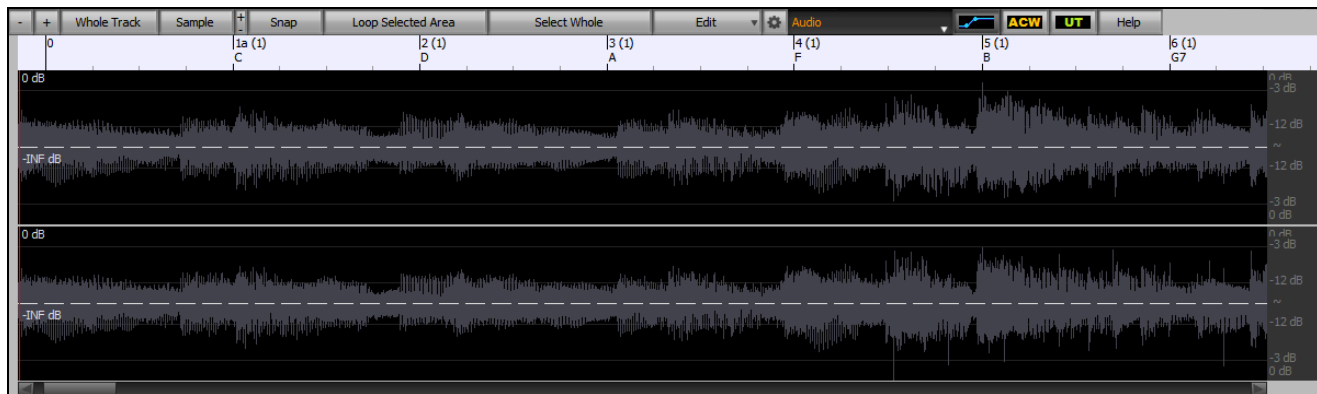 - + Whole Track Sample + - Snap Loop Selected Area Select Whole Edit Audio ACW UT Help
0 1a (1) 2 (1) 3 (1) 4 (1) 5 (1) 6 (1)
C D A F B G7
0 dB 0 dB
-3 dB
-12 dB
-INF dB ~
-12 dB
-3 dB
0 dB
0 dB 0 dB
-3 dB
-12 dB
-INF dB ~
-12 dB
-3 dB
0 dB